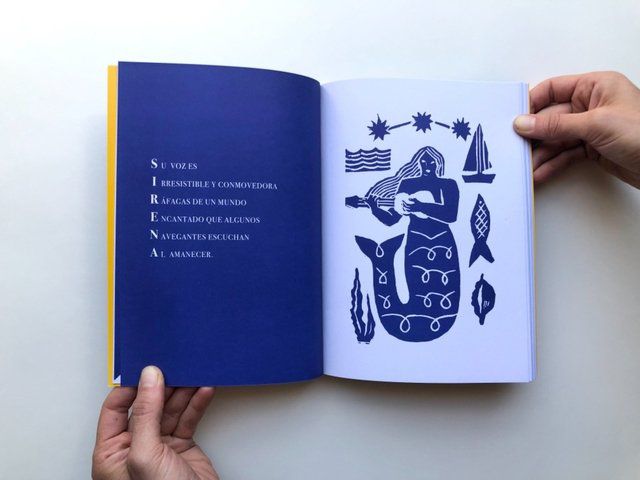 SU VOZ ES
IRRESISTIBLE Y CONMOVEDORA
RÁFAGAS DE UN MUNDO
ENCANTADO QUE ALGUNOS
NAVEGANTES ESCUCHAN
AL AMANECER.